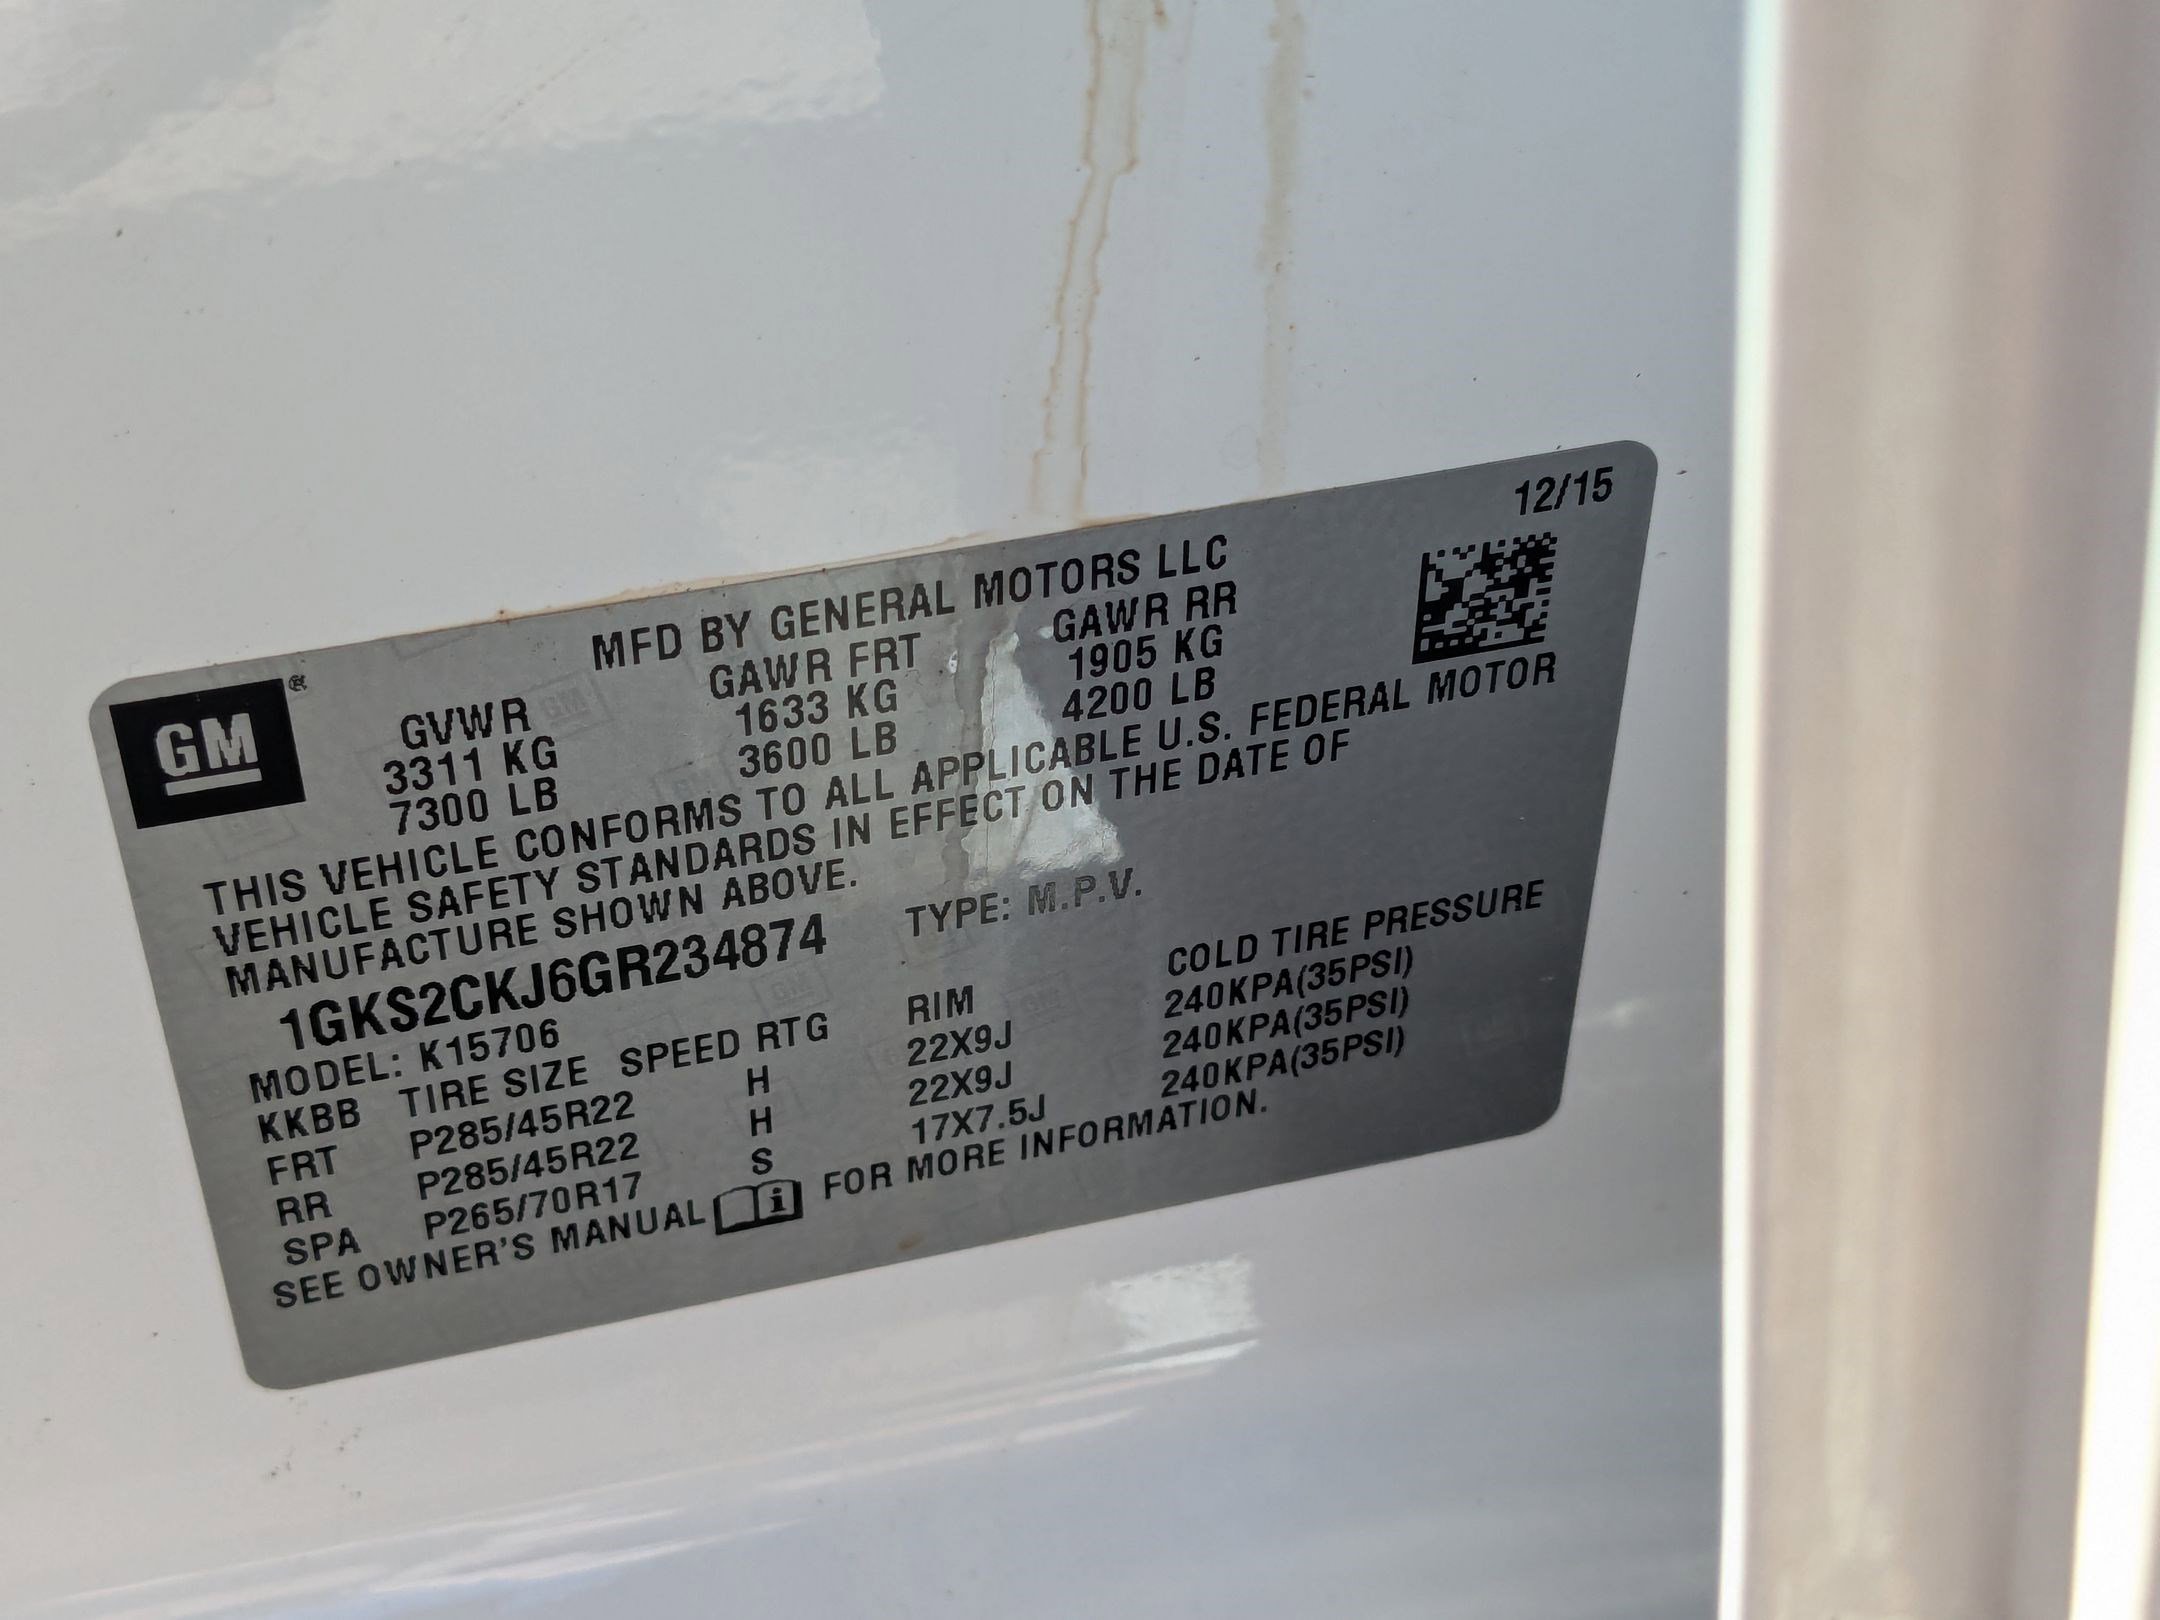 12/15
MFD BY GENERAL MOTORS LLC
GM ®
GVWR GAWR FRT GAWR RR
3311 KG 1633 KG 1905 KG
7300 LB 3600 LB 4200 LB
THIS VEHICLE CONFORMS TO ALL APPLICABLE U.S. FEDERAL MOTOR
VEHICLE SAFETY STANDARDS IN EFFECT ON THE DATE OF
MANUFACTURE SHOWN ABOVE.
1GKS2CKJ6GR234874 TYPE: M.P.V.
MODEL: K15706
KKBB TIRE SIZE SPEED RTG RIM COLD TIRE PRESSURE
FRT P285/45R22 H 22X9J 240KPA(35PSI)
RR P285/45R22 H 22X9J 240KPA(35PSI)
SPA P265/70R17 S 17X7.5J 240KPA(35PSI)
SEE OWNER'S MANUAL i FOR MORE INFORMATION.